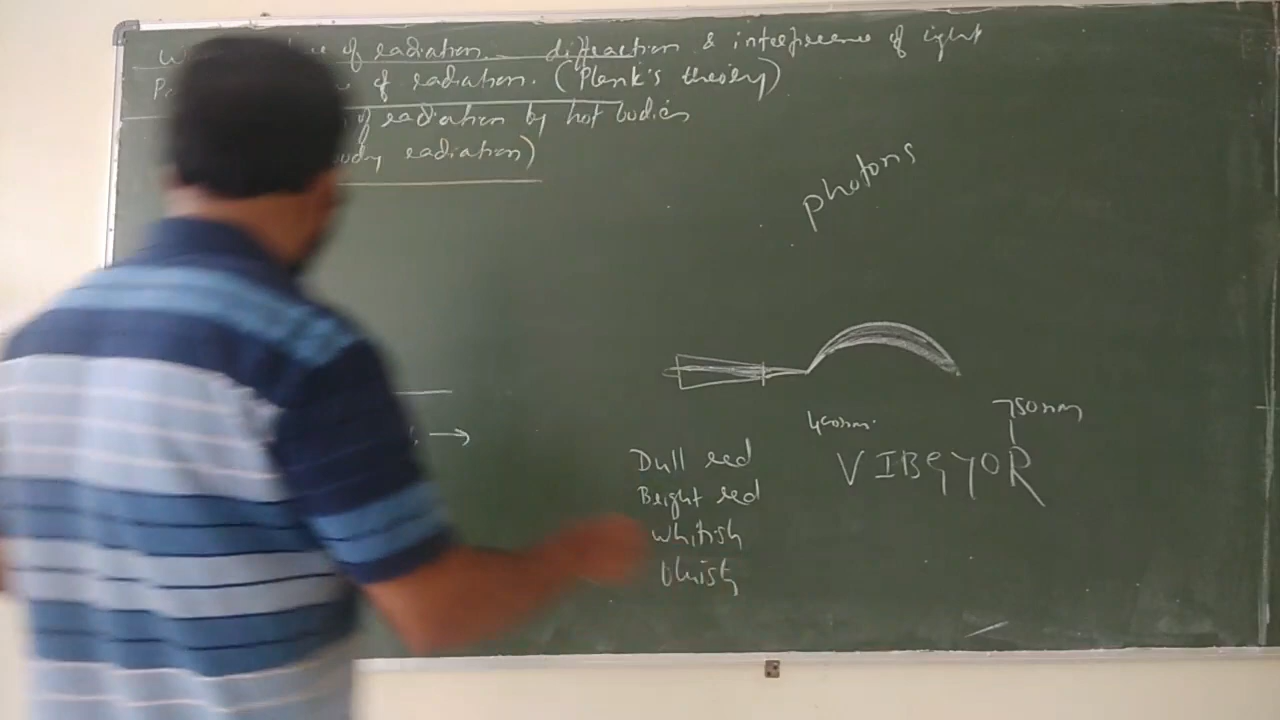 of radiation. diffraction & interference of light
of radiation. (Plank's theory)
of radiation by hot bodies
body radiation)
photons
750nm
400nm.
VIBGYOR
Dull red
Bright red
Whitish
bluish
→